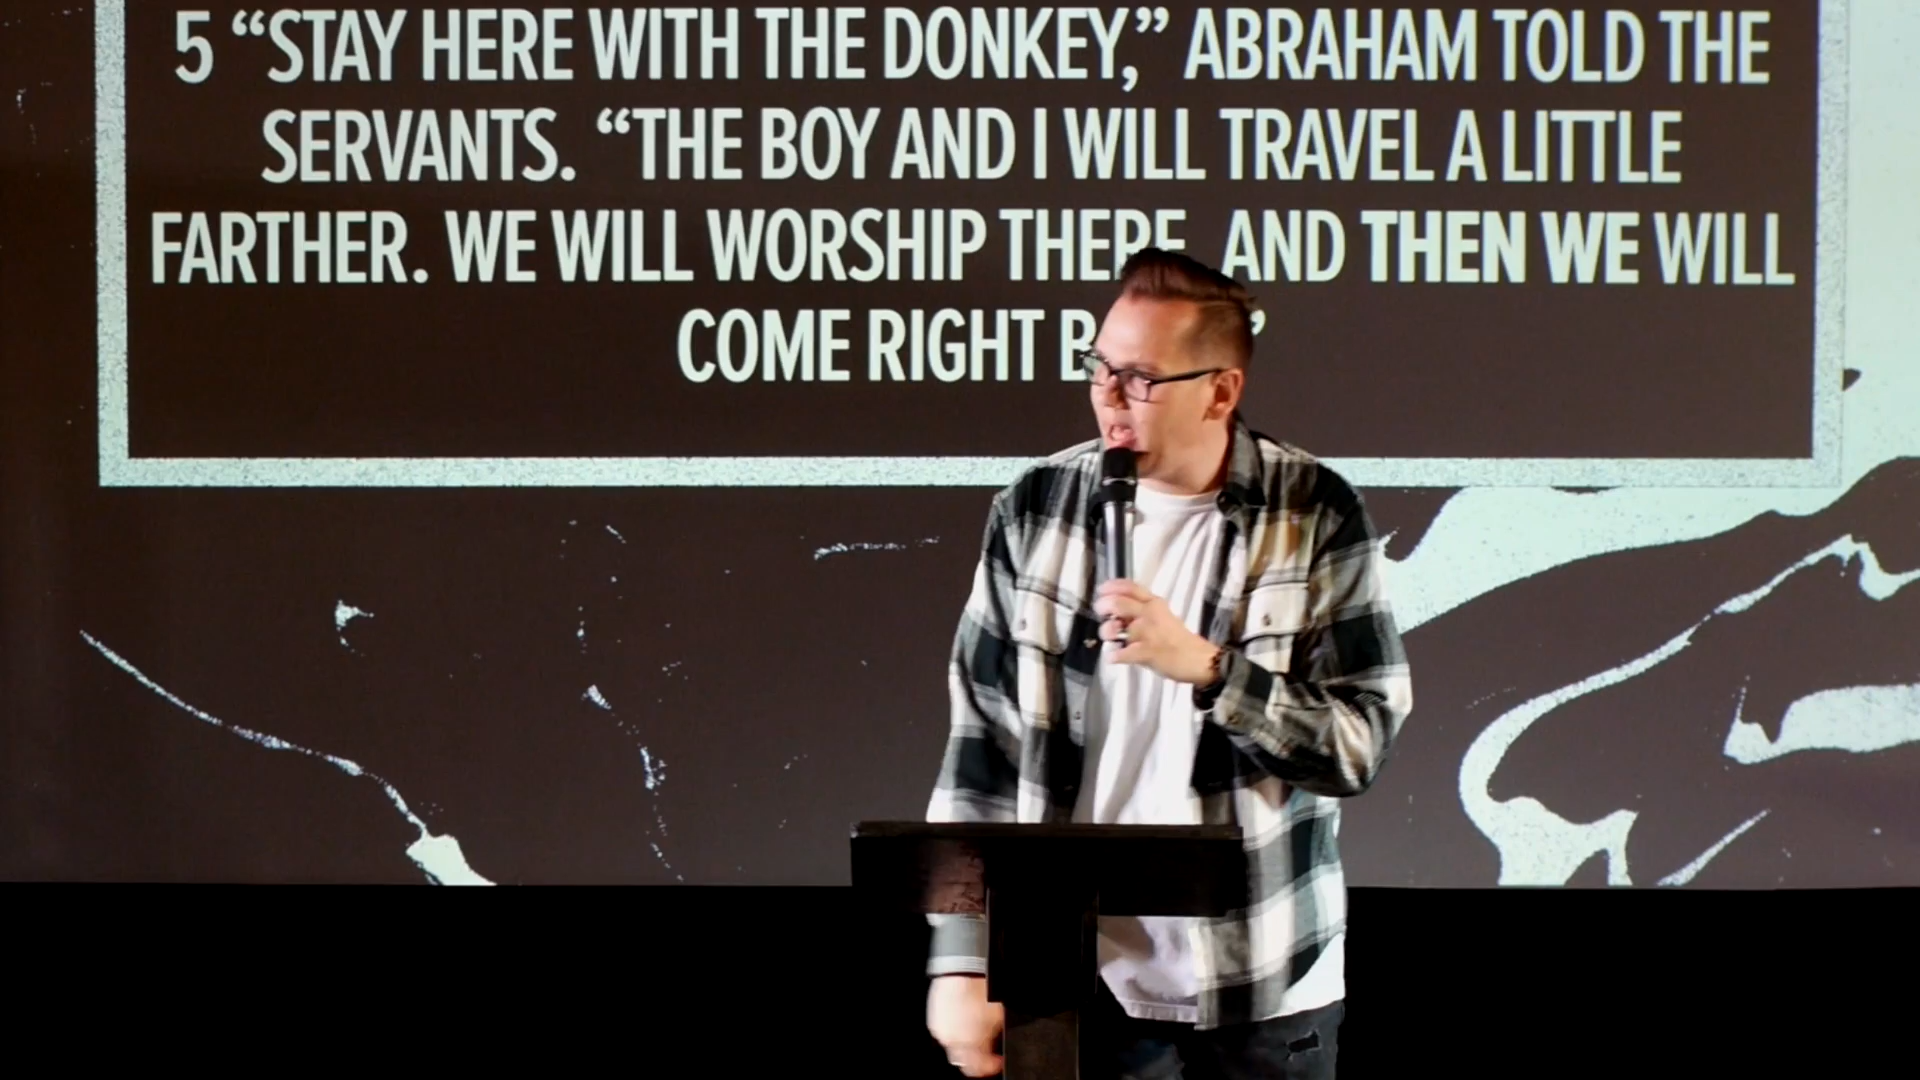 5 “STAY HERE WITH THE DONKEY,” ABRAHAM TOLD THE
SERVANTS. “THE BOY AND I WILL TRAVEL A LITTLE
FARTHER. WE WILL WORSHIP THERE, AND THEN WE WILL
COME RIGHT